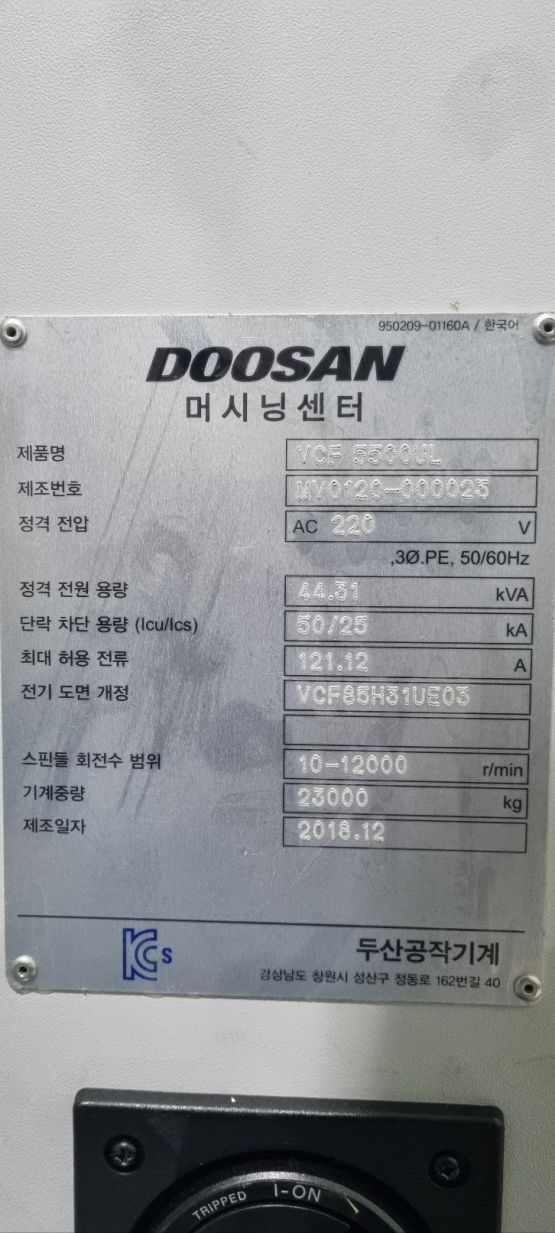 950209-01160A / 한국어
DOOSAN
머시닝센터
제품명 VCF 5500UL
제조번호 MV0120-000023
정격 전압 AC 220 V
,3Ø.PE, 50/60Hz
정격 전원 용량 44.31 kVA
단락 차단 용량 (Icu/Ics) 50/25 kA
최대 허용 전류 121.12 A
전기 도면 개정 VCF85H31UE03
스핀들 회전수 범위 10-12000 r/min
기계중량 23000 kg
제조일자 2018.12
KCs 두산공작기계
경상남도 창원시 성산구 정동로 162번길 40
TRIPPED I-ON